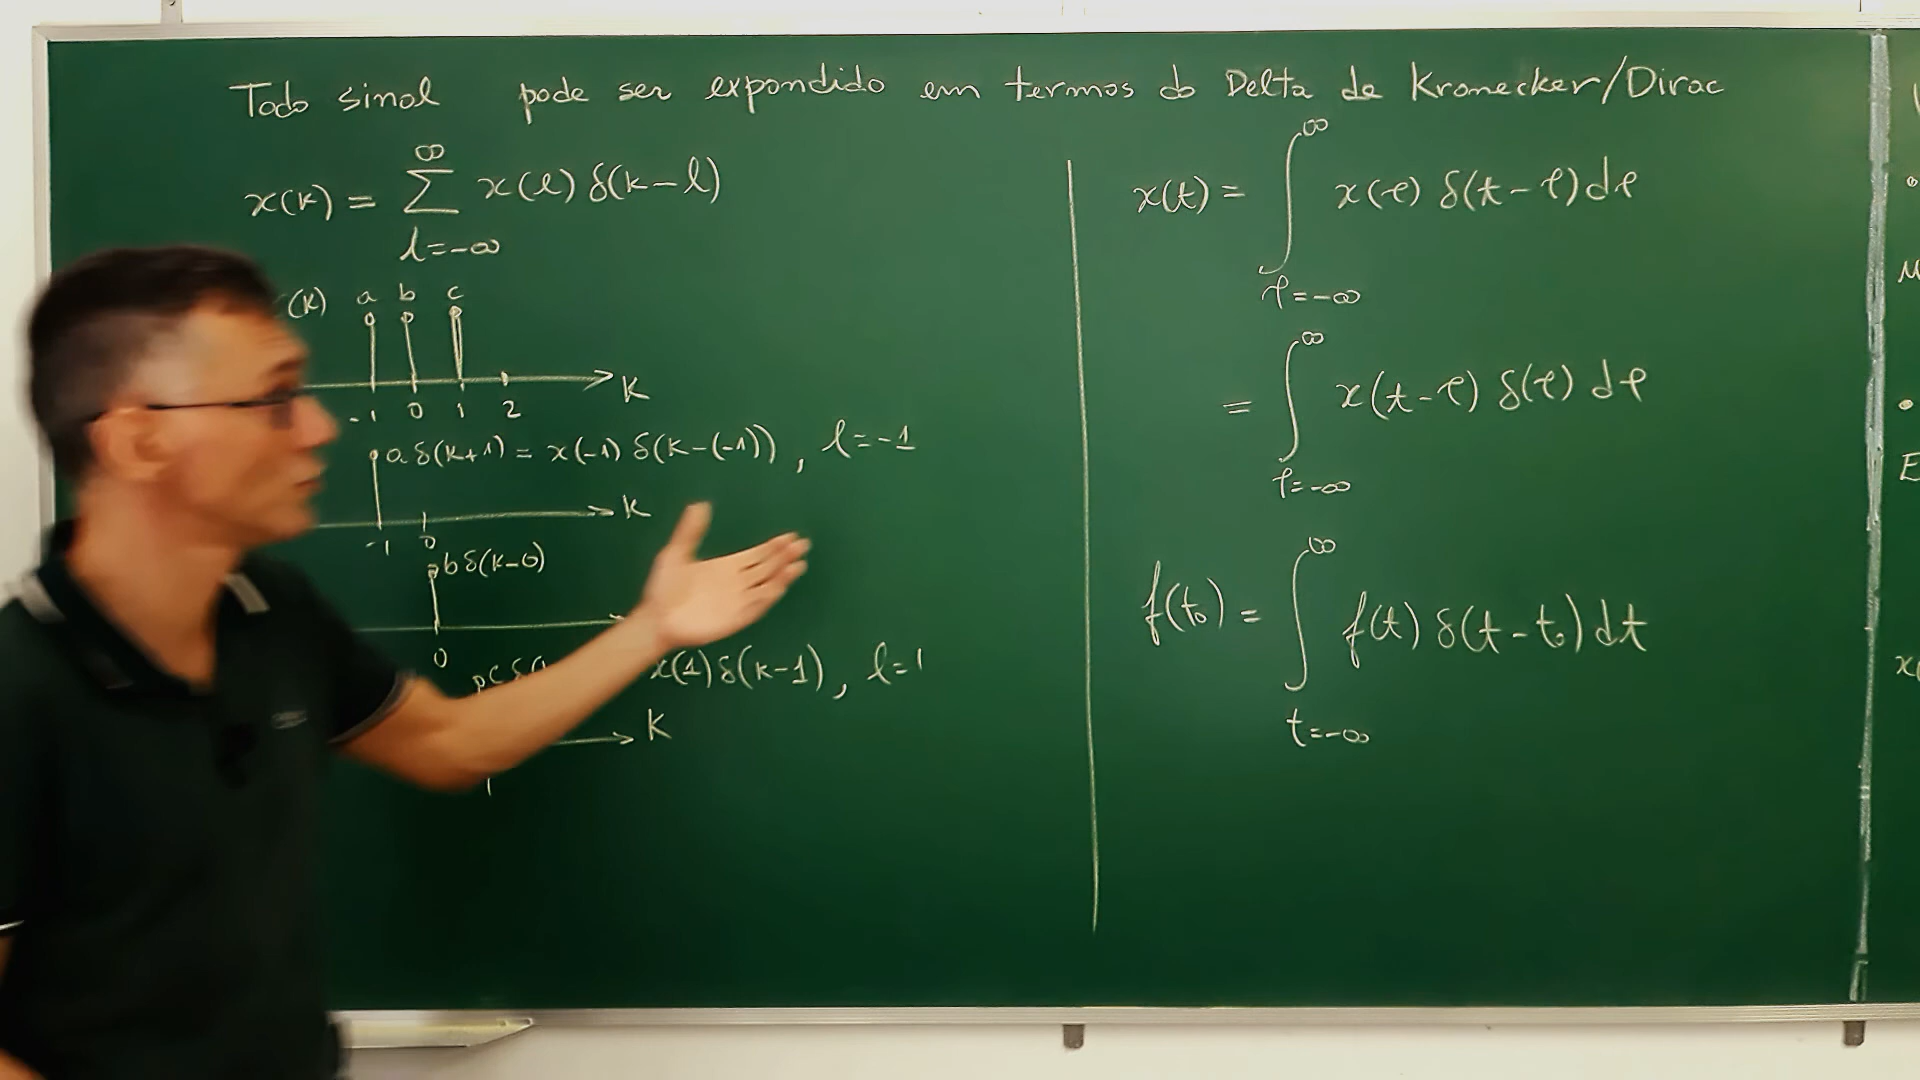 Todo sinal pode ser expandido em termos do Delta de Kronecker/Dirac
x(k) = ∞ Σ l=-∞ x(l) δ(k-l)
(k) a b c
-1 0 1 2 K
a δ(k+1) = x(-1) δ(k-(-1)), l=-1
-1 0 K
b δ(k-0)
0
c δ( x(1) δ(k-1), l=1
K
1
x(t) = ∫ ∞ τ=-∞ x(τ) δ(t-τ) dτ
= ∫ ∞ τ=-∞ x(t-τ) δ(τ) dτ
f(t₀) = ∫ ∞ t=-∞ f(t) δ(t-t₀) dt
M
E
x(